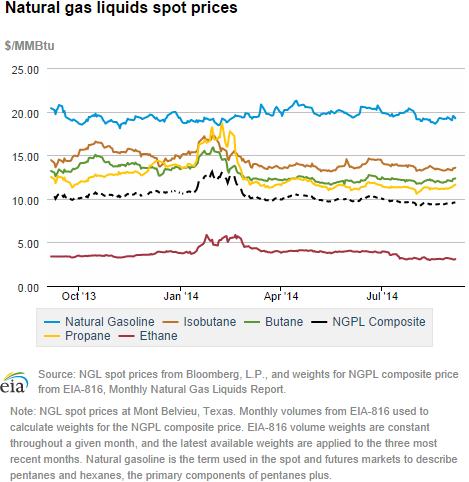 Natural gas liquids spot prices
$/MMBtu
25.00
20.00
15.00
10.00
5.00
0.00
Oct '13 Jan '14 Apr '14 Jul '14
Natural Gasoline Isobutane Butane NGPL Composite
Propane Ethane
eia
Source: NGL spot prices from Bloomberg, L.P., and weights for NGPL composite price
from EIA-816, Monthly Natural Gas Liquids Report.
Note: NGL spot prices at Mont Belvieu, Texas. Monthly volumes from EIA-816 used to
calculate weights for the NGPL composite price. EIA-816 volume weights are constant
throughout a given month, and the latest available weights are applied to the three most
recent months. Natural gasoline is the term used in the spot and futures markets to describe
pentanes and hexanes, the primary components of pentanes plus.